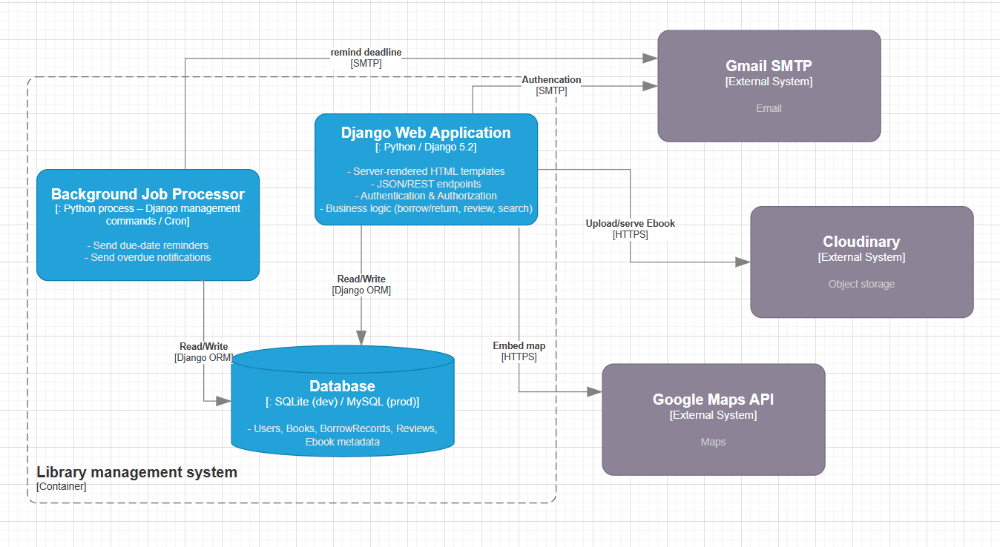 remind deadline
[SMTP]
Gmail SMTP
[External System]
Email
Authencation
[SMTP]
Django Web Application
[: Python / Django 5.2]
- Server-rendered HTML templates
- JSON/REST endpoints
- Authentication & Authorization
- Business logic (borrow/return, review, search)
Background Job Processor
[: Python process – Django management
commands / Cron]
- Send due-date reminders
- Send overdue notifications
Upload/serve Ebook
[HTTPS]
Cloudinary
[External System]
Object storage
Read/Write
[Django ORM]
Read/Write
[Django ORM]
Embed map
[HTTPS]
Database
[: SQLite (dev) / MySQL (prod)]
- Users, Books, BorrowRecords, Reviews,
Ebook metadata
Google Maps API
[External System]
Maps
Library management system
[Container]